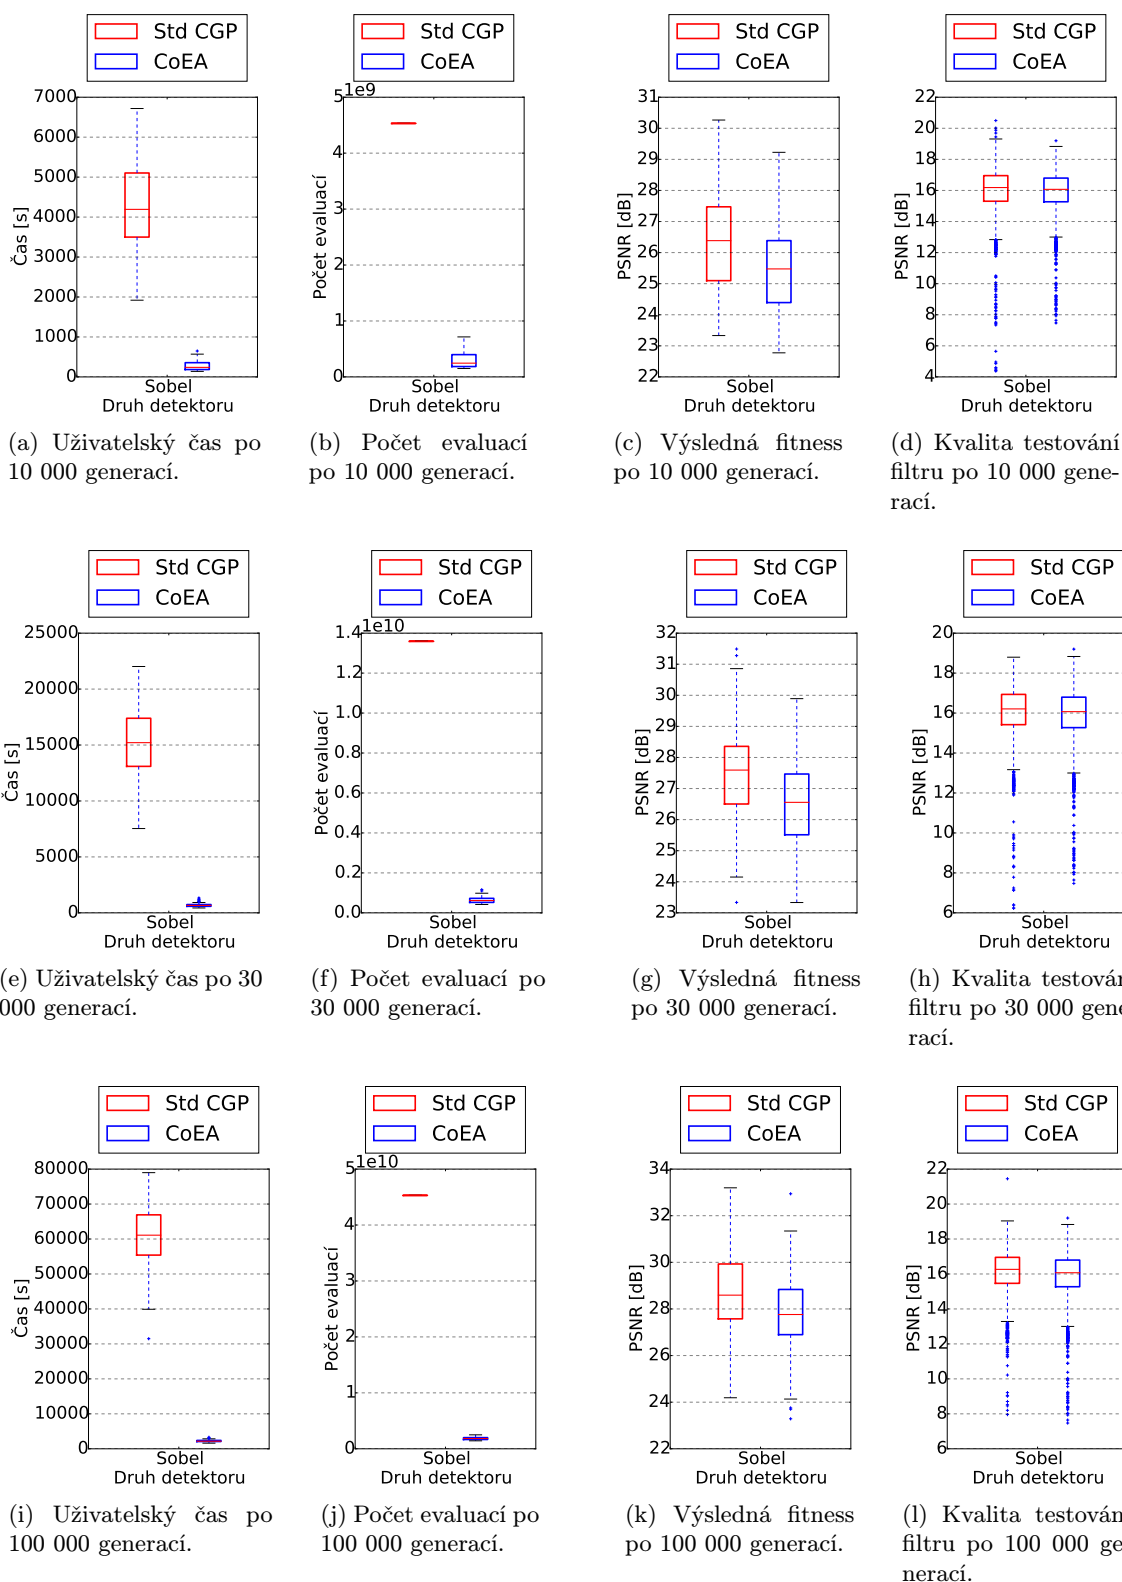 Std CGP
CoEA
7000
6000
5000
4000
3000
2000
1000
0
Čas [s]
Sobel
Druh detektoru
(a) Uživatelský čas po
10 000 generací.
Std CGP
CoEA
1e9
5
4
3
2
1
0
Počet evaluací
Sobel
(b) Počet evaluací
po 10 000 generací.
Std CGP
CoEA
31
30
29
28
27
26
25
24
23
22
PSNR [dB]
Sobel
Druh detektoru
(c) Výsledná fitness
po 10 000 generací.
Std CGP
CoEA
22
20
18
16
14
12
10
8
6
4
PSNR [dB]
Sobel
Druh detektoru
(d) Kvalita testování
filtru po 10 000 gene-
rací.
Std CGP
CoEA
25000
20000
15000
10000
5000
0
Čas [s]
Sobel
Druh detektoru
(e) Uživatelský čas po 30
000 generací.
Std CGP
CoEA
1e10
1.4
1.2
1.0
0.8
0.6
0.4
0.2
0.0
Počet evaluací
Sobel
Druh detektoru
(f) Počet evaluací po
30 000 generací.
Std CGP
CoEA
32
31
30
29
28
27
26
25
24
23
PSNR [dB]
Sobel
Druh detektoru
(g) Výsledná fitness
po 30 000 generací.
Std CGP
CoEA
20
18
16
14
12
10
8
6
PSNR [dB]
Sobel
Druh detektoru
(h) Kvalita testován
filtru po 30 000 gene
rací.
Std CGP
CoEA
80000
70000
60000
50000
40000
30000
20000
10000
0
Čas [s]
Sobel
Druh detektoru
(i) Uživatelský čas po
100 000 generací.
Std CGP
CoEA
1e10
5
4
3
2
1
0
Počet evaluací
Sobel
Druh detektoru
(j) Počet evaluací po
100 000 generací.
Std CGP
CoEA
34
32
30
28
26
24
22
PSNR [dB]
Sobel
Druh detektoru
(k) Výsledná fitness
po 100 000 generací.
Std CGP
CoEA
22
20
18
16
14
12
10
8
6
PSNR [dB]
Sobel
Druh detektoru
(l) Kvalita testován
filtru po 100 000 ge
nerací.